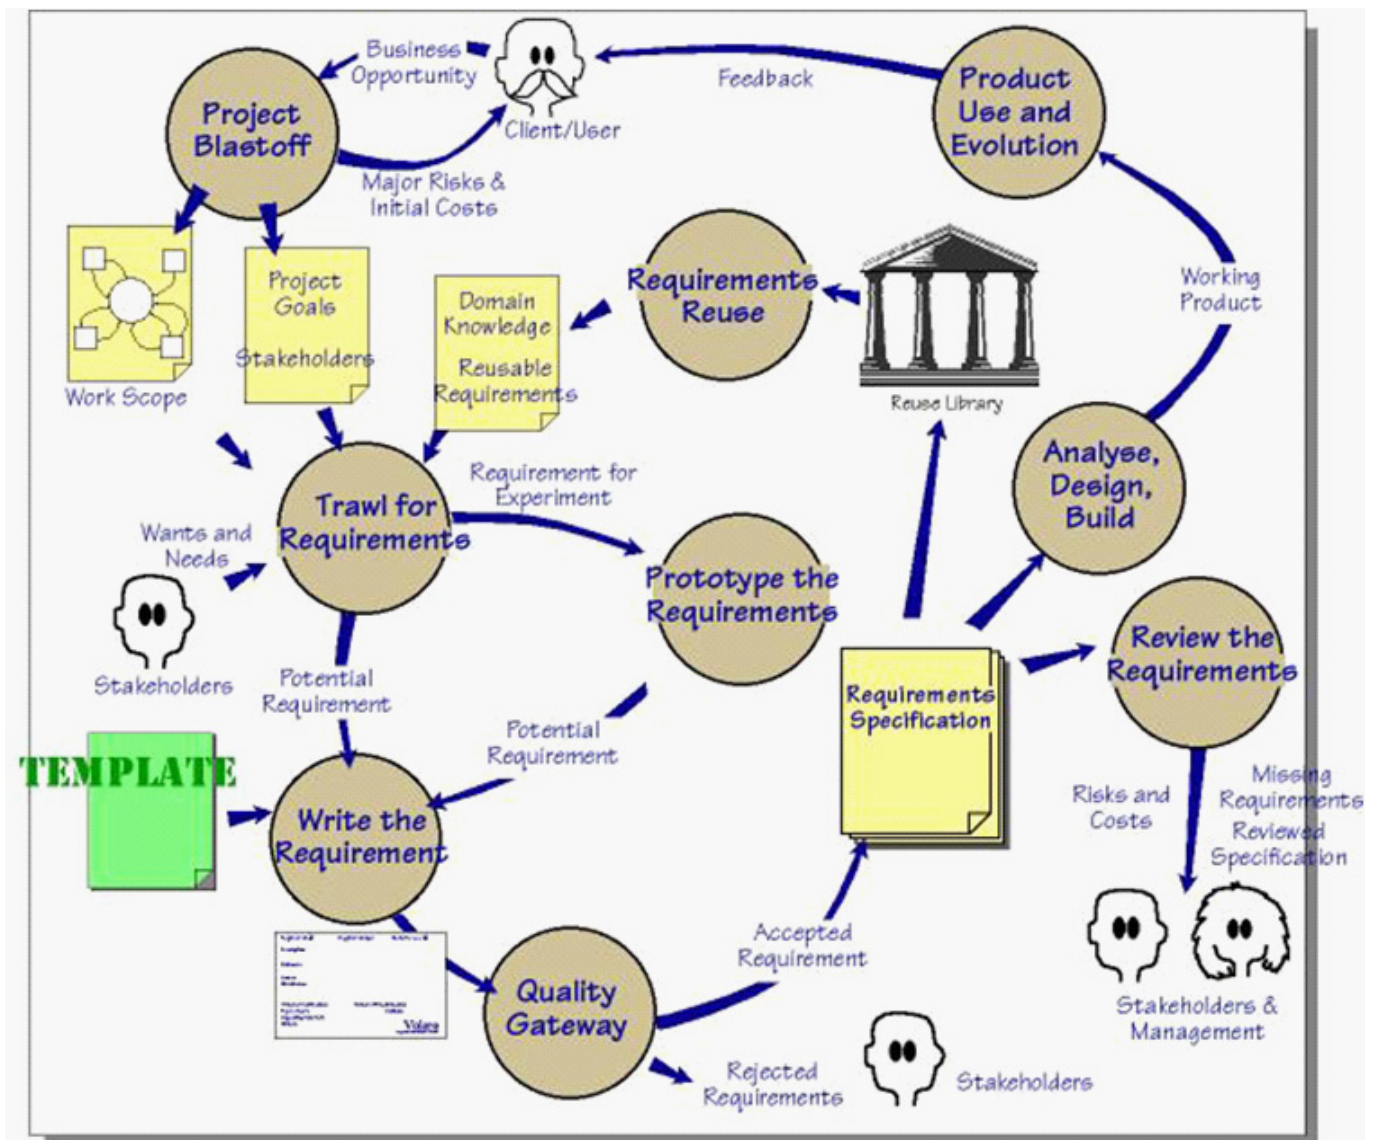 Business
Opportunity
Client/User
Feedback
Product
Use and
Evolution
Project
Blastoff
Major Risks &
Initial Costs
Project
Goals
Stakeholders
Work Scope
Domain
Knowledge
Reusable
Requirements
Requirements
Reuse
Reuse Library
Working
Product
Analyse,
Design,
Build
Requirement for
Experiment
Trawl for
Requirements
Wants and
Needs
Stakeholders
Prototype the
Requirements
Potential
Requirement
Potential
Requirement
Requirements
Specification
Review the
Requirements
TEMPLATE
Write the
Requirement
Risks and
Costs
Missing
Requirements
Reviewed
Specification
Accepted
Requirement
Quality
Gateway
Volere
Rejected
Requirements
Stakeholders
Stakeholders &
Management